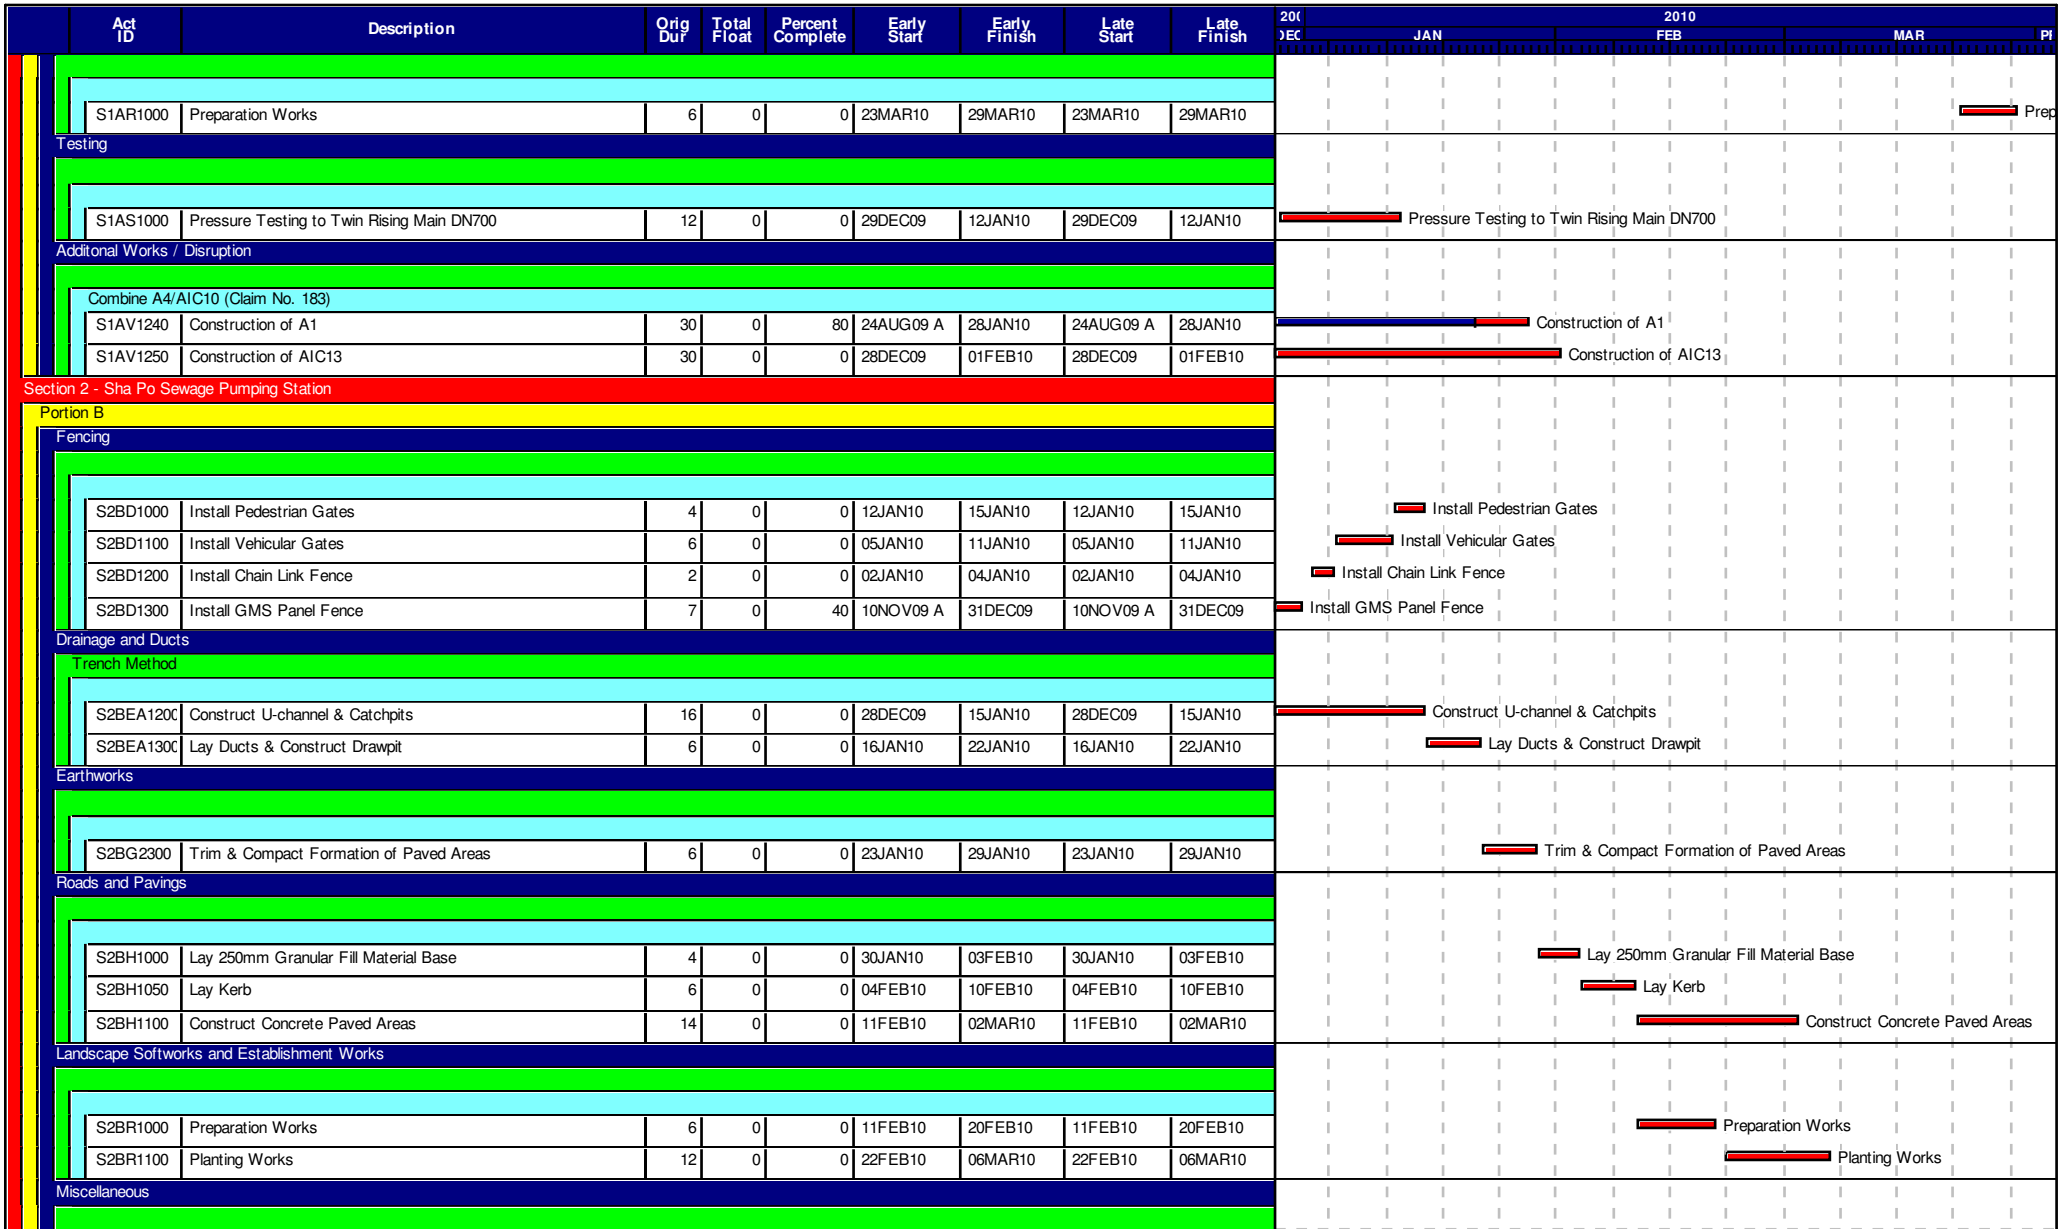 Act ID Description Orig Dur Total Float Percent Complete Early Start Early Finish Late Start Late Finish 2010
JAN FEB MAR
S1AR1000 Preparation Works 6 0 0 23MAR10 29MAR10 23MAR10 29MAR10 Prep
Testing
S1AS1000 Pressure Testing to Twin Rising Main DN700 12 0 0 29DEC09 12JAN10 29DEC09 12JAN10 Pressure Testing to Twin Rising Main DN700
Additonal Works / Disruption
Combine A4/AIC10 (Claim No. 183)
S1AV1240 Construction of A1 30 0 80 24AUG09 A 28JAN10 24AUG09 A 28JAN10 Construction of A1
S1AV1250 Construction of AIC13 30 0 0 28DEC09 01FEB10 28DEC09 01FEB10 Construction of AIC13
Section 2 - Sha Po Sewage Pumping Station
Portion B
Fencing
S2BD1000 Install Pedestrian Gates 4 0 0 12JAN10 15JAN10 12JAN10 15JAN10 Install Pedestrian Gates
S2BD1100 Install Vehicular Gates 6 0 0 05JAN10 11JAN10 05JAN10 11JAN10 Install Vehicular Gates
S2BD1200 Install Chain Link Fence 2 0 0 02JAN10 04JAN10 02JAN10 04JAN10 Install Chain Link Fence
S2BD1300 Install GMS Panel Fence 7 0 40 10NOV09 A 31DEC09 10NOV09 A 31DEC09 Install GMS Panel Fence
Drainage and Ducts
Trench Method
S2BEA1200 Construct U-channel & Catchpits 16 0 0 28DEC09 15JAN10 28DEC09 15JAN10 Construct U-channel & Catchpits
S2BEA1300 Lay Ducts & Construct Drawpit 6 0 0 16JAN10 22JAN10 16JAN10 22JAN10 Lay Ducts & Construct Drawpit
Earthworks
S2BG2300 Trim & Compact Formation of Paved Areas 6 0 0 23JAN10 29JAN10 23JAN10 29JAN10 Trim & Compact Formation of Paved Areas
Roads and Pavings
S2BH1000 Lay 250mm Granular Fill Material Base 4 0 0 30JAN10 03FEB10 30JAN10 03FEB10 Lay 250mm Granular Fill Material Base
S2BH1050 Lay Kerb 6 0 0 04FEB10 10FEB10 04FEB10 10FEB10 Lay Kerb
S2BH1100 Construct Concrete Paved Areas 14 0 0 11FEB10 02MAR10 11FEB10 02MAR10 Construct Concrete Paved Areas
Landscape Softworks and Establishment Works
S2BR1000 Preparation Works 6 0 0 11FEB10 20FEB10 11FEB10 20FEB10 Preparation Works
S2BR1100 Planting Works 12 0 0 22FEB10 06MAR10 22FEB10 06MAR10 Planting Works
Miscellaneous